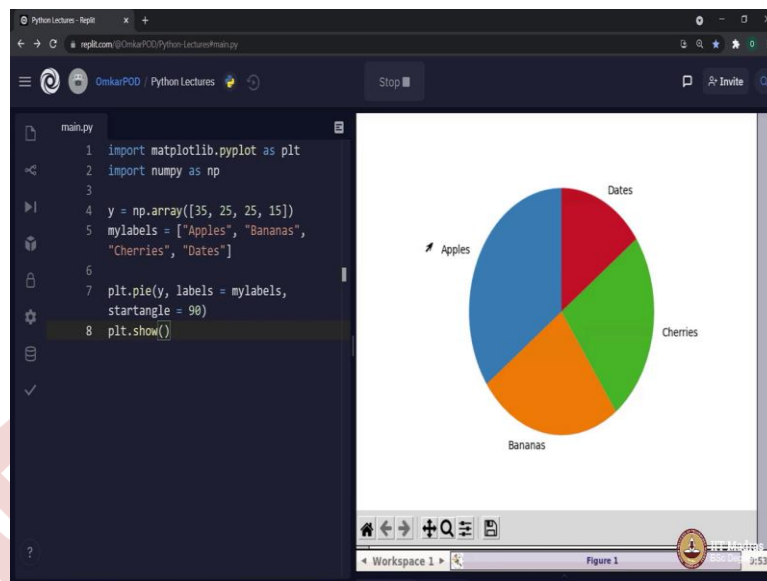 Python Lectures - Replit
replit.com/@OmkarPOD/Python-Lectures#main.py
OmkarPOD / Python Lectures
Stop
Invite
main.py
1 import matplotlib.pyplot as plt
2 import numpy as np
3
4 y = np.array([35, 25, 25, 15])
5 mylabels = ["Apples", "Bananas",
"Cherries", "Dates"]
6
7 plt.pie(y, labels = mylabels,
startangle = 90)
8 plt.show()
Dates
Apples
Cherries
Bananas
Workspace 1
Figure 1
IIT Madras
BSc Degree